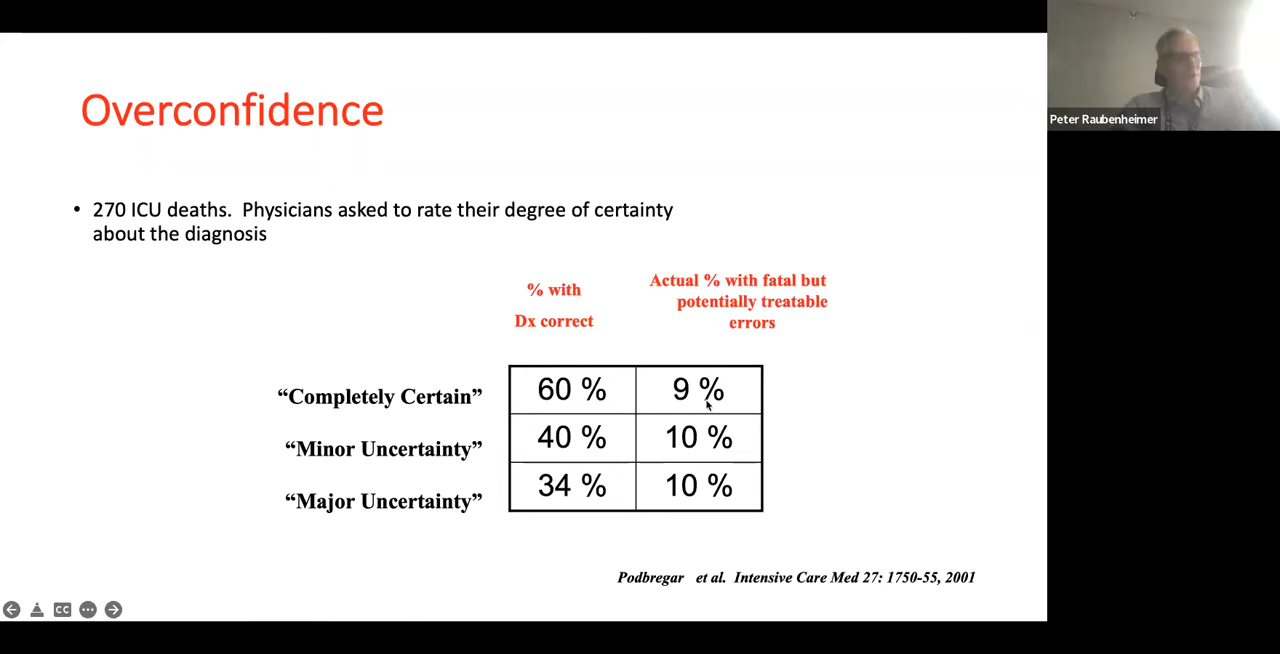 Overconfidence
• 270 ICU deaths. Physicians asked to rate their degree of certainty
about the diagnosis
% with
Dx correct
Actual % with fatal but
potentially treatable
errors
“Completely Certain” 60 % 9 %
“Minor Uncertainty” 40 % 10 %
“Major Uncertainty” 34 % 10 %
Podbregar et al. Intensive Care Med 27: 1750-55, 2001
CC
Peter Raubenheimer